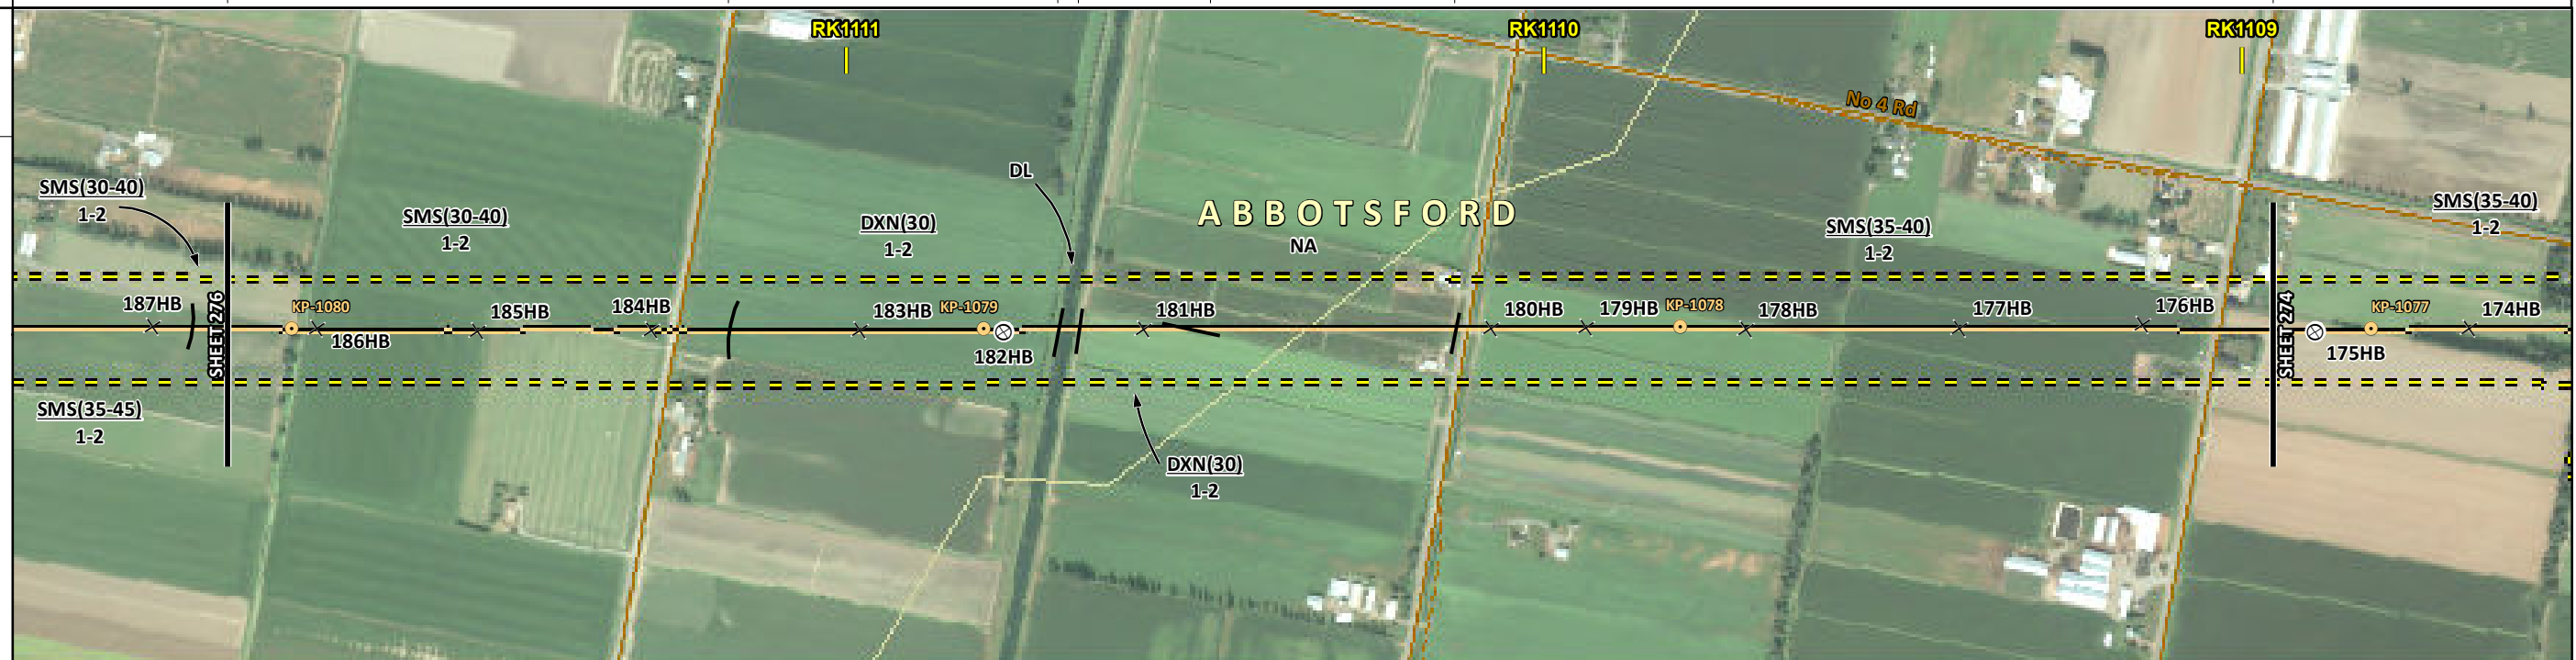 RK1111
RK1110
RK1109
No 4 Rd
DL
SMS(30-40)
1-2
SMS(30-40)
1-2
DXN(30)
1-2
ABBOTSFORD
NA
SMS(35-40)
1-2
SMS(35-40)
1-2
187HB
SHEET 276
KP-1080
186HB
185HB
184HB
183HB
KP-1079
182HB
181HB
180HB
179HB
KP-1078
178HB
177HB
176HB
SHEET 274
175HB
KP-1077
174HB
SMS(35-45)
1-2
DXN(30)
1-2